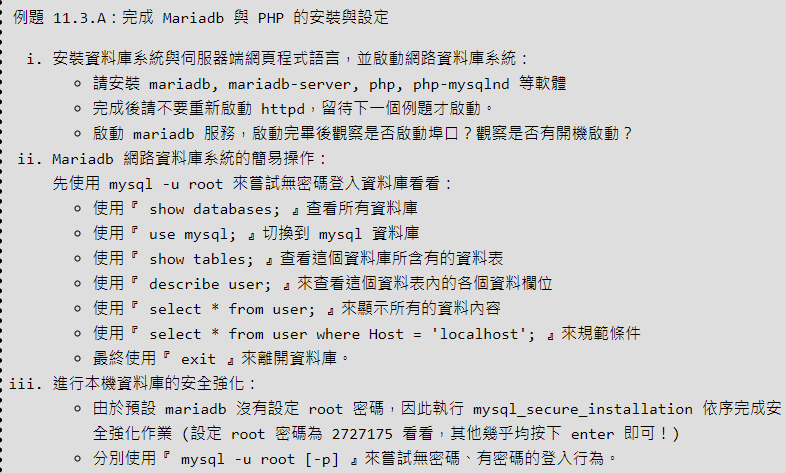 例題 11.3.A：完成 Mariadb 與 PHP 的安裝與設定
i. 安裝資料庫系統與伺服器端網頁程式語言，並啟動網路資料庫系統：
請安裝 mariadb, mariadb-server, php, php-mysqlnd 等軟體
完成後請不要重新啟動 httpd，留待下一個例題才啟動。
啟動 mariadb 服務，啟動完畢後觀察是否啟動埠口？觀察是否有開機啟動？
ii. Mariadb 網路資料庫系統的簡易操作：
先使用 mysql -u root 來嘗試無密碼登入資料庫看看：
使用『 show databases; 』查看所有資料庫
使用『 use mysql; 』切換到 mysql 資料庫
使用『 show tables; 』查看這個資料庫所含有的資料表
使用『 describe user; 』來查看這個資料表內的各個資料欄位
使用『 select * from user; 』來顯示所有的資料內容
使用『 select * from user where Host = 'localhost'; 』來規範條件
最終使用『 exit 』來離開資料庫。
iii. 進行本機資料庫的安全強化：
由於預設 mariadb 沒有設定 root 密碼，因此執行 mysql_secure_installation 依序完成安
全強化作業 (設定 root 密碼為 2727175 看看，其他幾乎均按下 enter 即可！)
分別使用『 mysql -u root [-p] 』來嘗試無密碼、有密碼的登入行為。